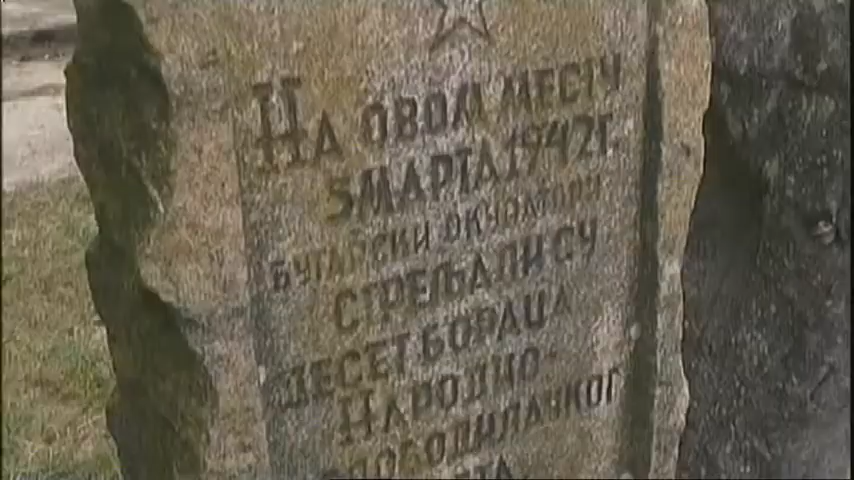 НА ОВОМ МЕСТУ
5 МАРТА 1942 Г.
БУГАРСКИ ОКУПАТОРИ
СТРЕЉАЛИ СУ
ДЕСЕТ БОРАЦА
НАРОДНО-
ОСЛОБОДИЛАЧКОГ